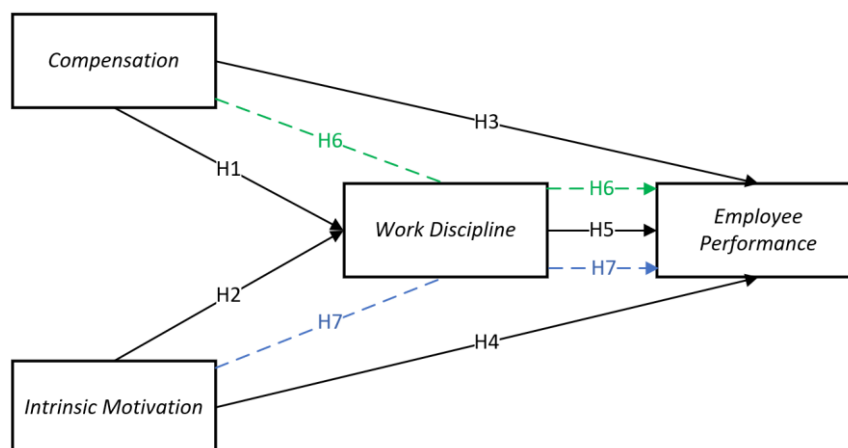 Compensation
H3
H6
H1
H6
Work Discipline
H5
Employee
Performance
H7
H2
H7
H4
Intrinsic Motivation